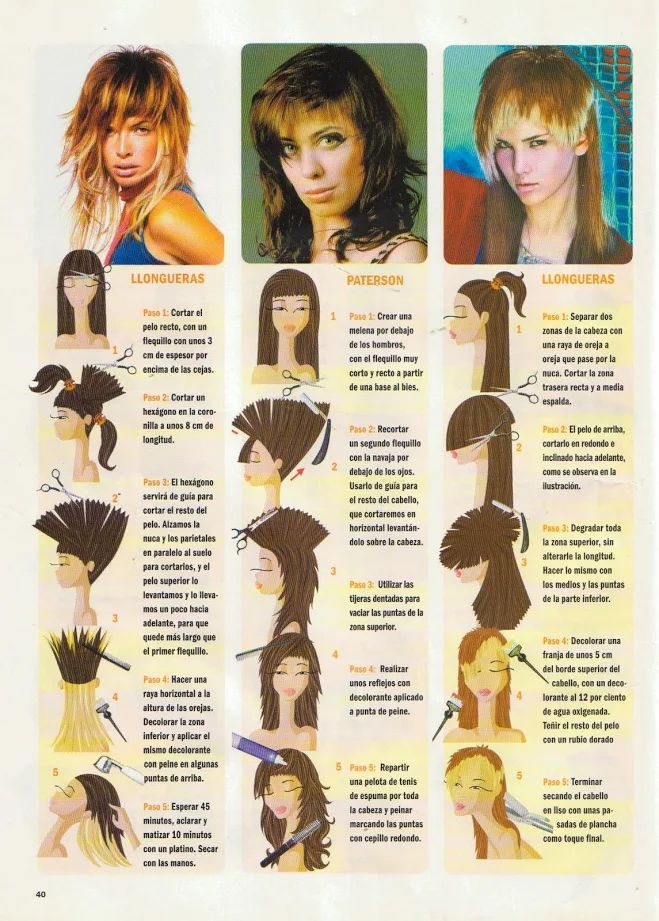 LLONGUERAS
Paso 1: Cortar el
pelo recto, con un
flequillo con unos 3
cm de espesor por
encima de las cejas.
1
Paso 2: Cortar un
hexágono en la coro-
nilla a unos 8 cm de
longitud.
2
Paso 3: El hexágono
servirá de guía para
cortar el resto del
pelo. Alzamos la
nuca y los parietales
en paralelo al suelo
para cortarlos, y el
pelo superior lo
levantamos y lo lleva-
mos un poco hacia
adelante, para que
quede más largo que
el primer flequillo.
3
Paso 4: Hacer una
raya horizontal a la
altura de las orejas.
Decolorar la zona
inferior y aplicar el
mismo decolorante
con peine en algunas
puntas de arriba.
4
5
Paso 5: Esperar 45
minutos, aclarar y
matizar 10 minutos
con un platino. Secar
con las manos.
PATERSON
1
Paso 1: Crear una
melena por debajo
de los hombros,
con el flequillo muy
corto y recto a partir
de una base al bies.
Paso 2: Recortar
un segundo flequillo
con la navaja por
debajo de los ojos.
Usarlo de guía para
el resto del cabello,
que cortaremos en
horizontal levantán-
dolo sobre la cabeza.
2
3
Paso 3: Utilizar las
tijeras dentadas para
vaciar las puntas de la
zona superior.
4
Paso 4: Realizar
unos reflejos con
decolorante aplicado
a punta de peine.
5
Paso 5: Repartir
una pelota de tenis
de espuma por toda
la cabeza y peinar
marcando las puntas
con cepillo redondo.
LLONGUERAS
1
Paso 1: Separar dos
zonas de la cabeza con
una raya de oreja a
oreja que pase por la
nuca. Cortar la zona
trasera recta y a media
espalda.
2
Paso 2: El pelo de arriba,
cortarlo en redondo e
inclinado hacia adelante,
como se observa en la
ilustración.
3
Paso 3: Degradar toda
la zona superior, sin
alterarle la longitud.
Hacer lo mismo con
los medios y las puntas
de la parte inferior.
4
Paso 4: Decolorar una
franja de unos 5 cm
del borde superior del
cabello, con un deco-
lorante al 12 por ciento
de agua oxigenada.
Teñir el resto del pelo
con un rubio dorado
5
Paso 5: Terminar
secando el cabello
en liso con unas pa-
sadas de plancha
como toque final.
40